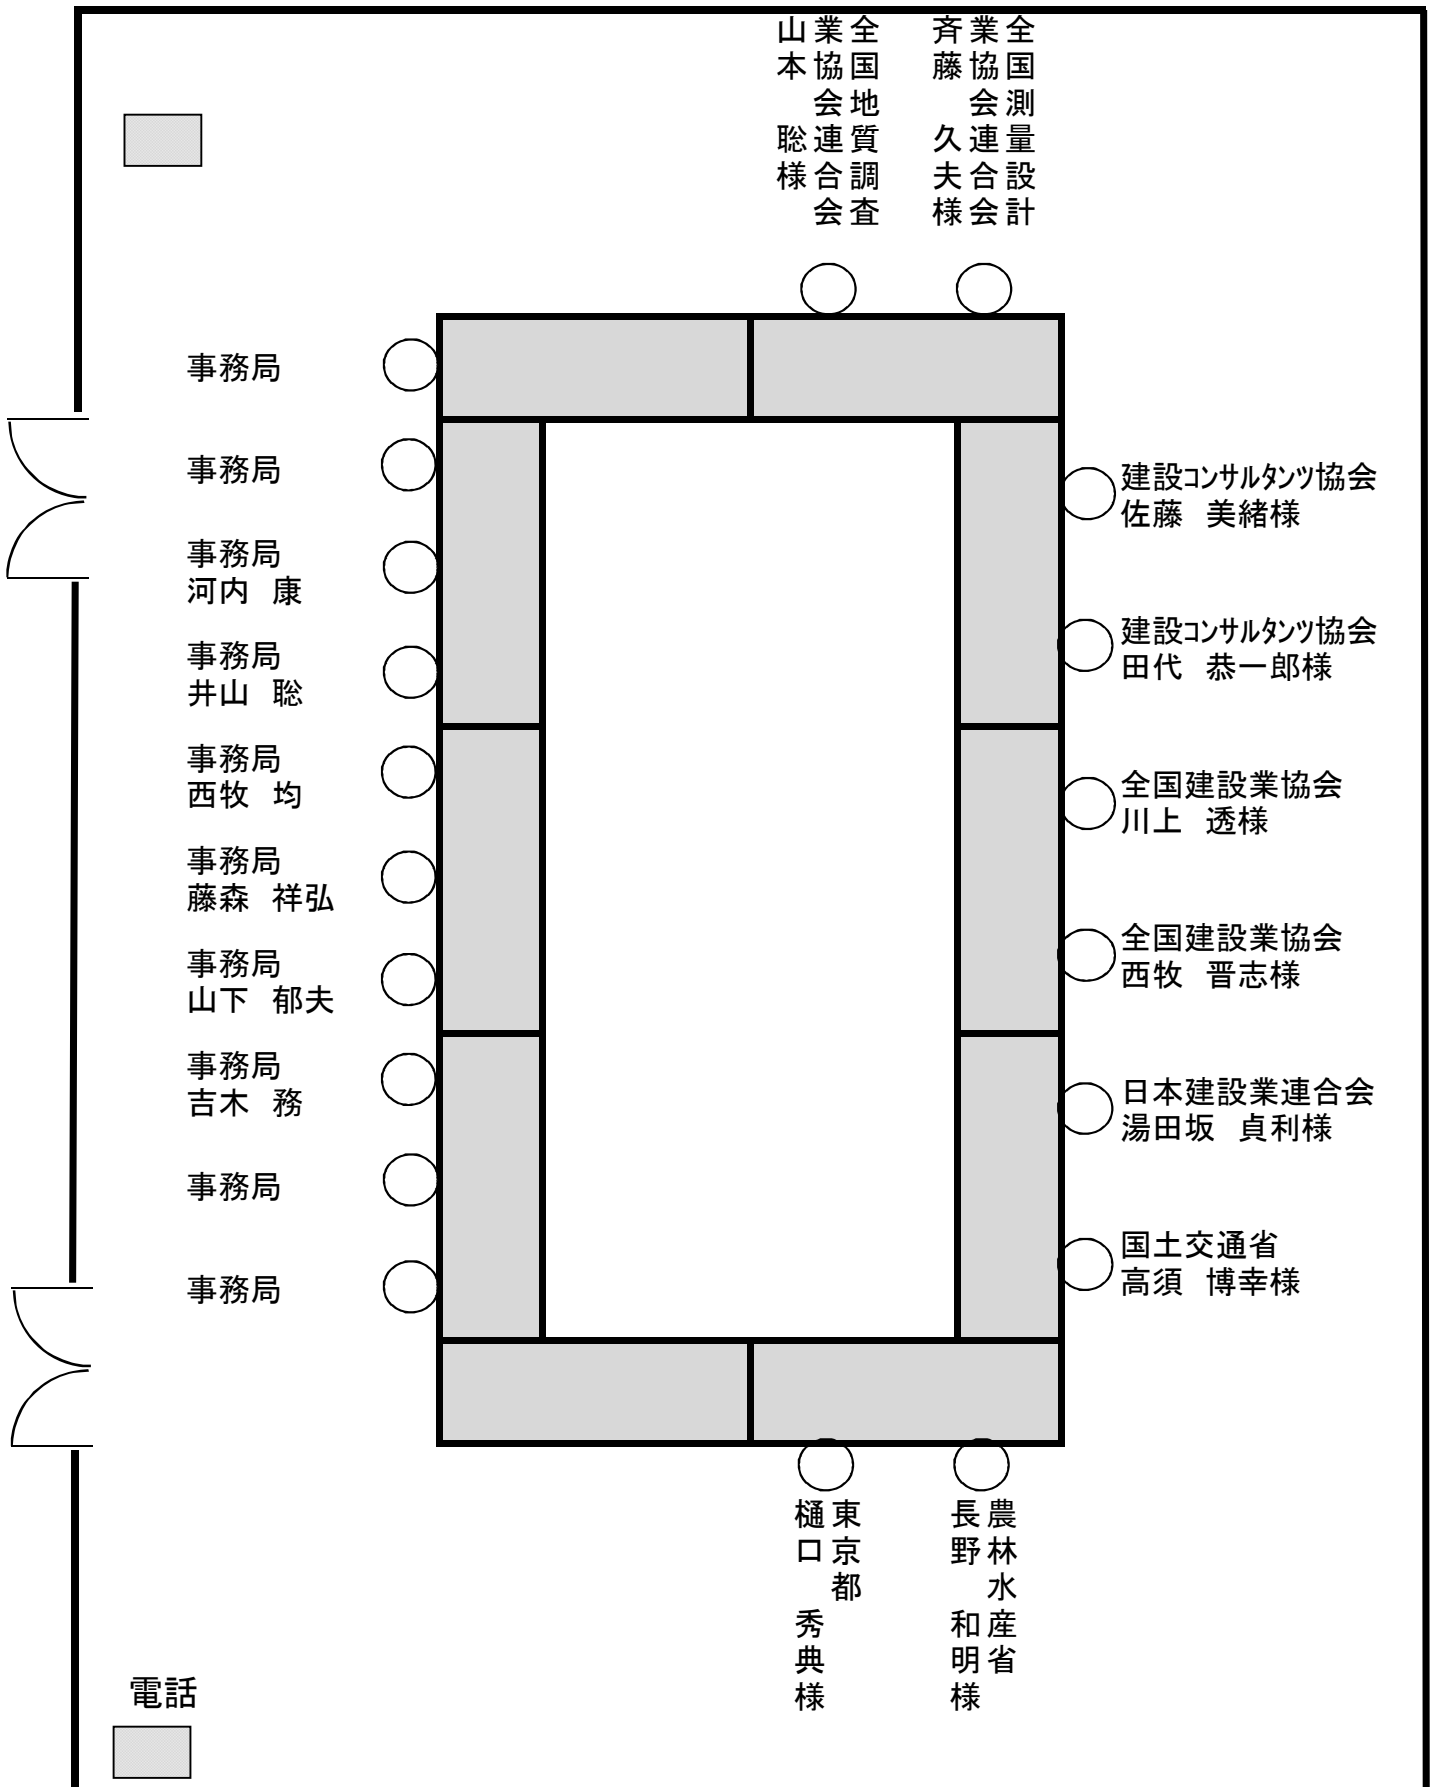 全国測量設計
業協会連合会
斉藤　久夫様
全国地質調査
業協会連合会
山本　聡様
事務局
事務局
事務局
河内　康
事務局
井山　聡
事務局
西牧　均
事務局
藤森　祥弘
事務局
山下　郁夫
事務局
吉木　務
事務局
事務局
建設ｺﾝｻﾙﾀﾝﾂ協会
佐藤　美緒様
建設ｺﾝｻﾙﾀﾝﾂ協会
田代　恭一郎様
全国建設業協会
川上　透様
全国建設業協会
西牧　晋志様
日本建設業連合会
湯田坂　貞利様
国土交通省
高須　博幸様
農林水産省
長野　和明様
東京都
樋口　秀典様
電話